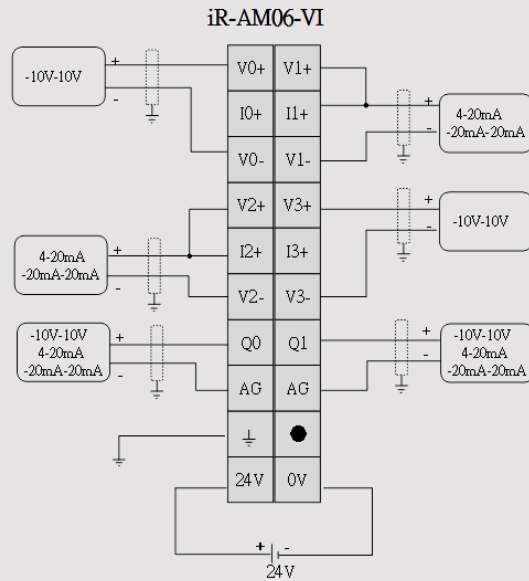 iR-AM06-VI
V0+ V1+
+
-10V-10V
-
I0+ I1+
+
4-20mA
-20mA-20mA
-
V0- V1-
V2+ V3+
+
-10V-10V
-
I2+ I3+
+
4-20mA
-20mA-20mA
-
V2- V3-
Q0 Q1
+
-10V-10V
4-20mA
-20mA-20mA
-
+
-10V-10V
4-20mA
-20mA-20mA
-
AG AG
24V 0V
+ -
24V